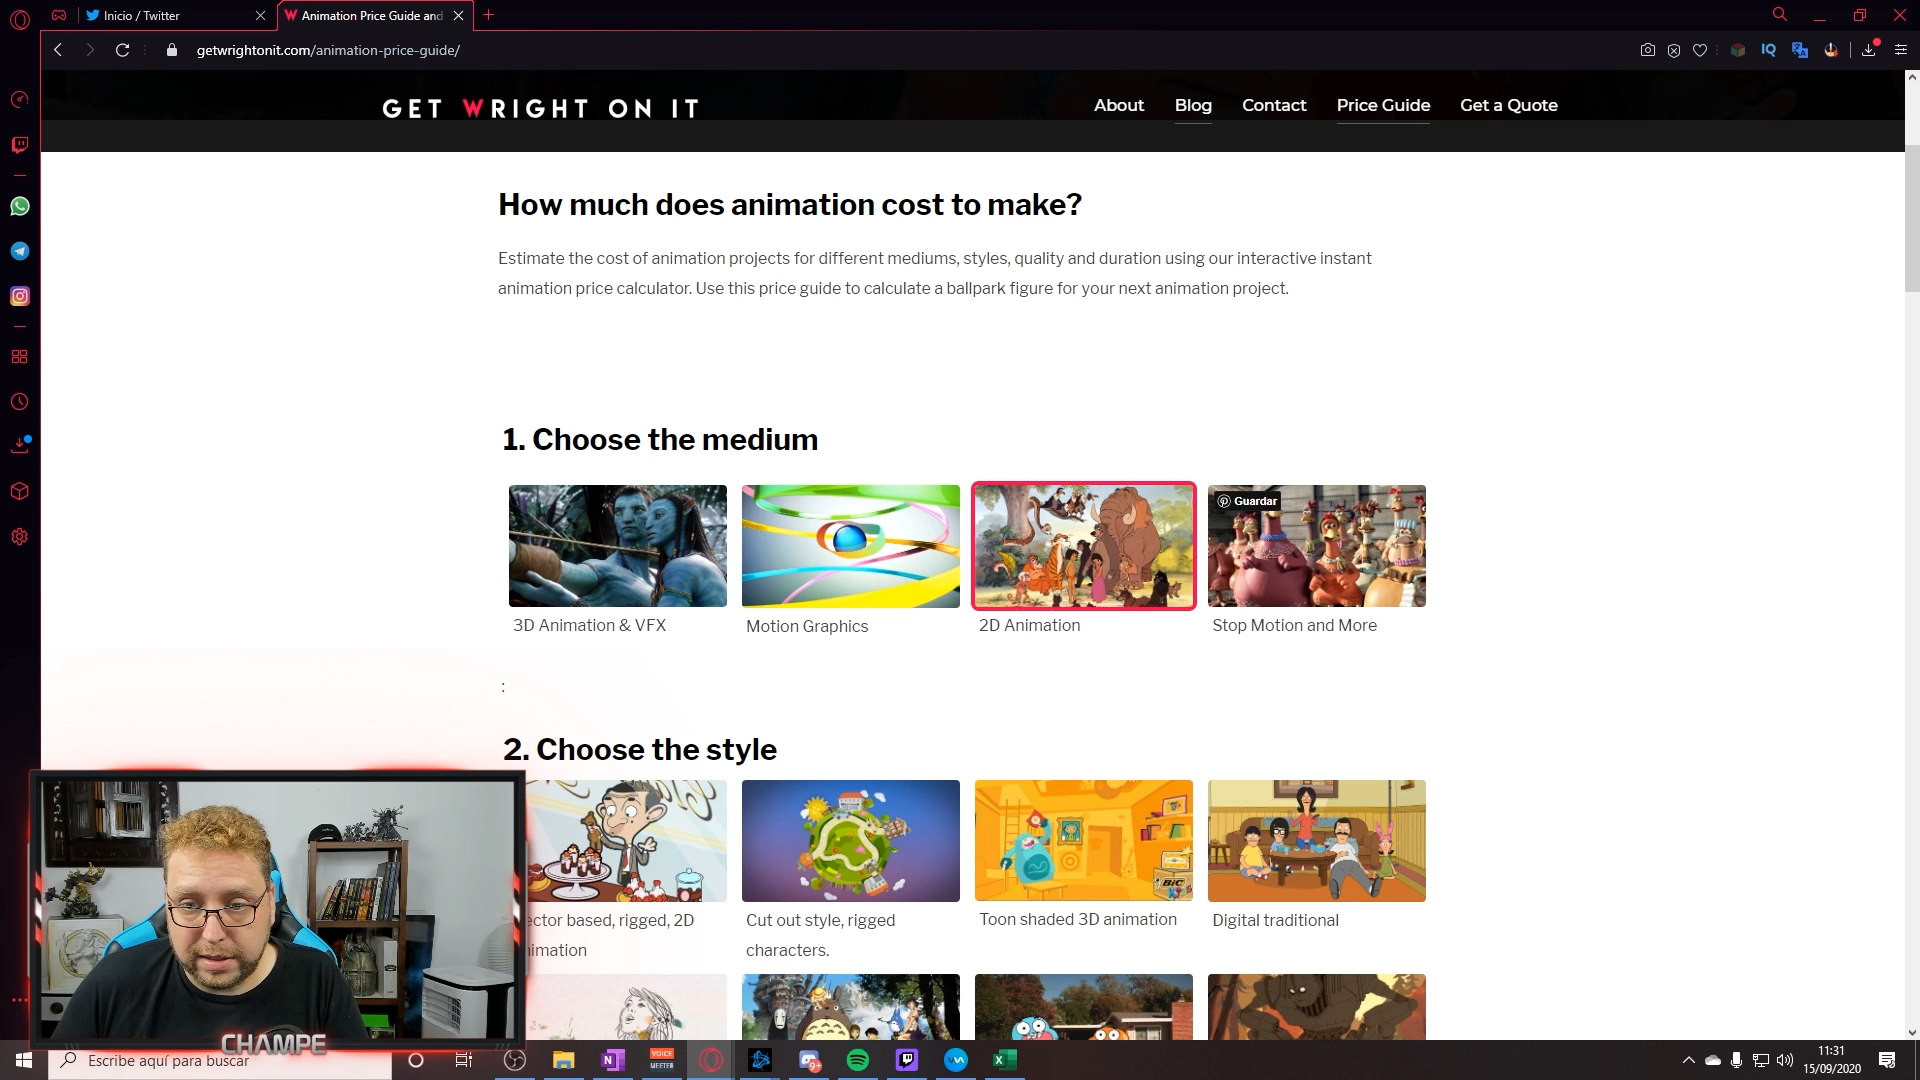 Inicio / Twitter
Animation Price Guide and
getwrightonit.com/animation-price-guide/
IQ
GET WRIGHT ON IT
About
Blog
Contact
Price Guide
Get a Quote
How much does animation cost to make?
Estimate the cost of animation projects for different mediums, styles, quality and duration using our interactive instant
animation price calculator. Use this price guide to calculate a ballpark figure for your next animation project.
1. Choose the medium
Guardar
3D Animation & VFX
Motion Graphics
2D Animation
Stop Motion and More
:
2. Choose the style
BIC
ector based, rigged, 2D
imation
Cut out style, rigged
characters.
Toon shaded 3D animation
Digital traditional
CHAMPE
Escribe aquí para buscar
N
VOICE
MEETER
9+
X
11:31
15/09/2020